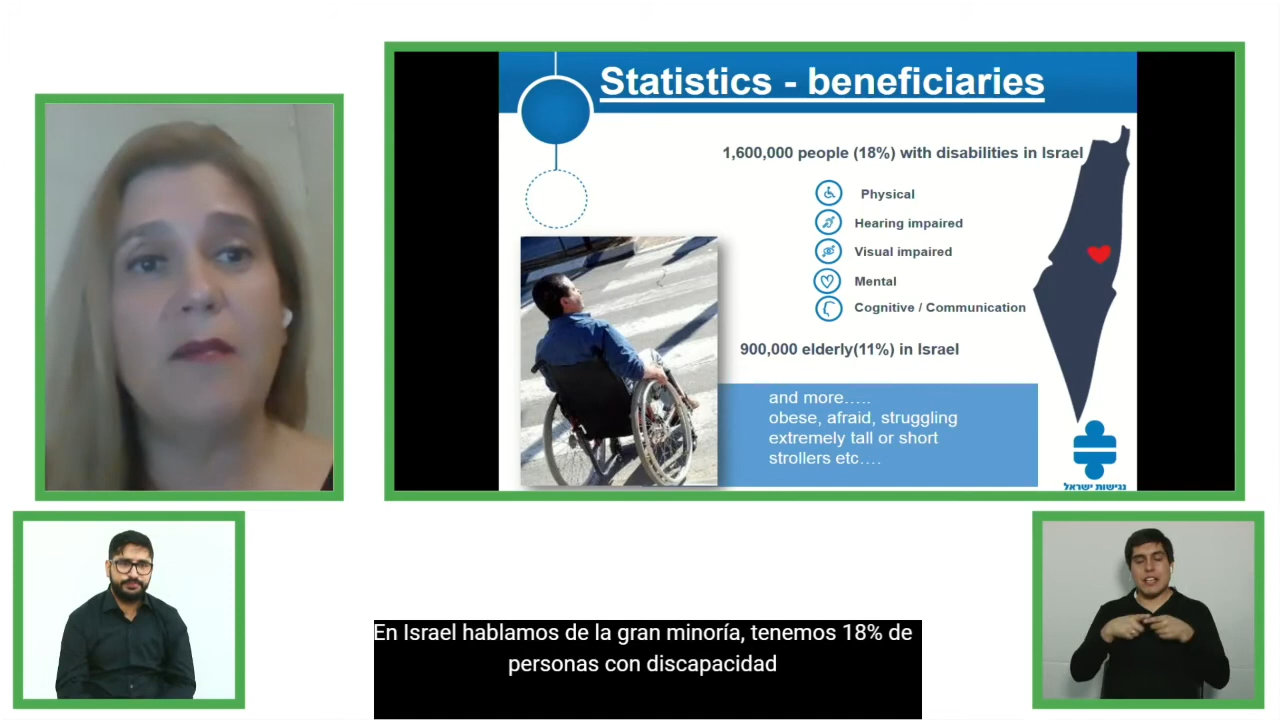 Statistics - beneficiaries
1,600,000 people (18%) with disabilities in Israel
Physical
Hearing impaired
Visual impaired
Mental
Cognitive / Communication
900,000 elderly(11%) in Israel
and more.....
obese, afraid, struggling
extremely tall or short
strollers etc....
נגישות ישראל
En Israel hablamos de la gran minoría, tenemos 18% de
personas con discapacidad